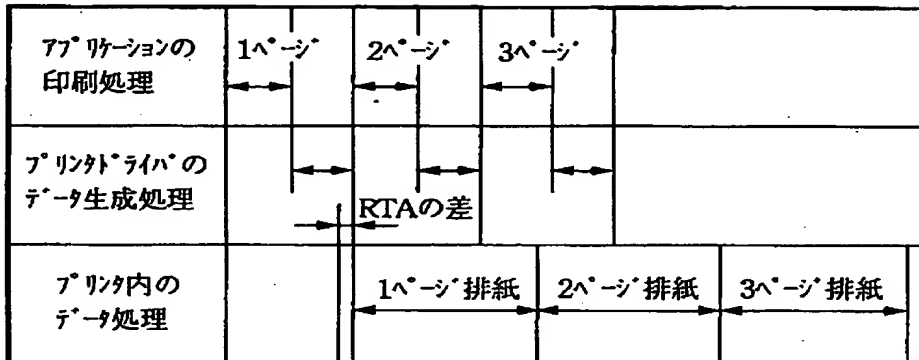 アプリケーションの
印刷処理
1ページ
2ページ
3ページ
プリンタドライバの
データ生成処理
RTAの差
プリンタ内の
データ処理
1ページ排紙
2ページ排紙
3ページ排紙